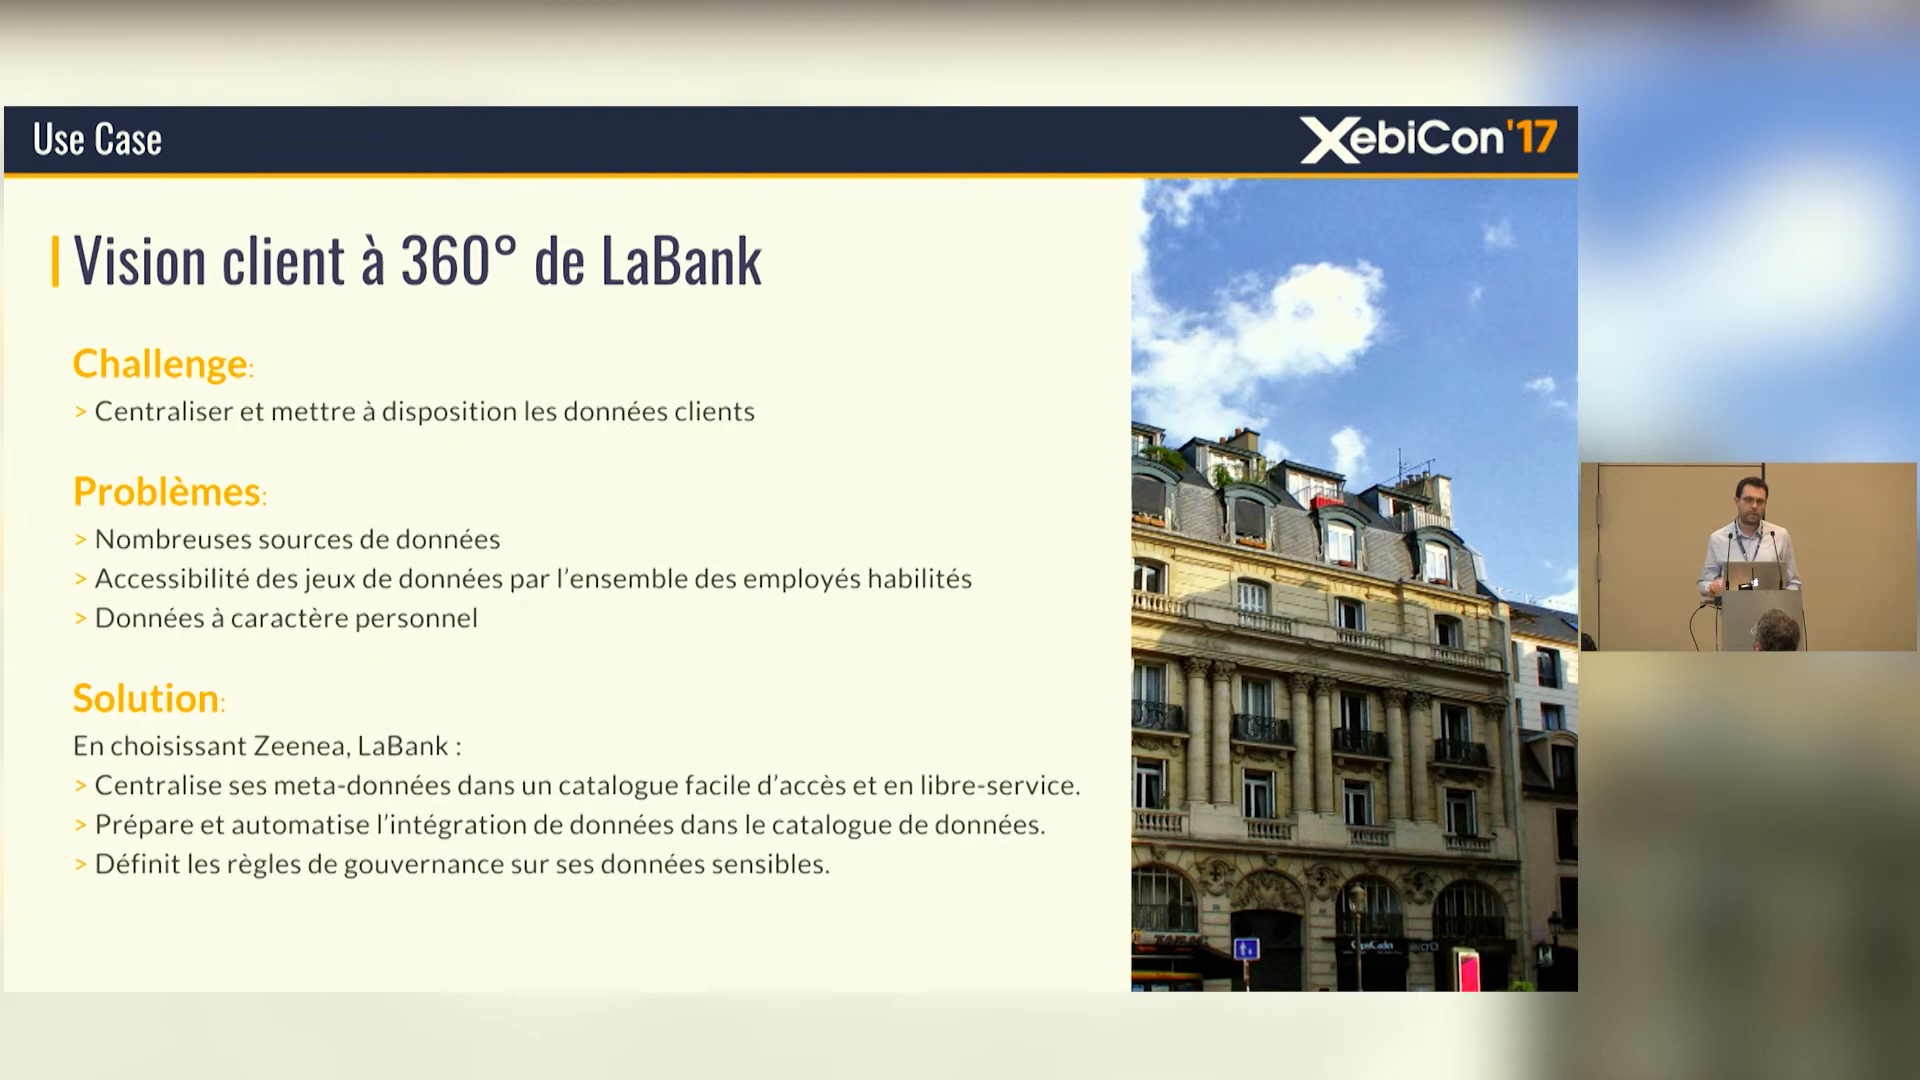 Use Case
XebiCon'17
Vision client à 360° de LaBank
Challenge:
> Centraliser et mettre à disposition les données clients
Problèmes:
> Nombreuses sources de données
> Accessibilité des jeux de données par l’ensemble des employés habilités
> Données à caractère personnel
Solution:
En choisissant Zeenea, LaBank :
> Centralise ses meta-données dans un catalogue facile d’accès et en libre-service.
> Prépare et automatise l’intégration de données dans le catalogue de données.
> Définit les règles de gouvernance sur ses données sensibles.